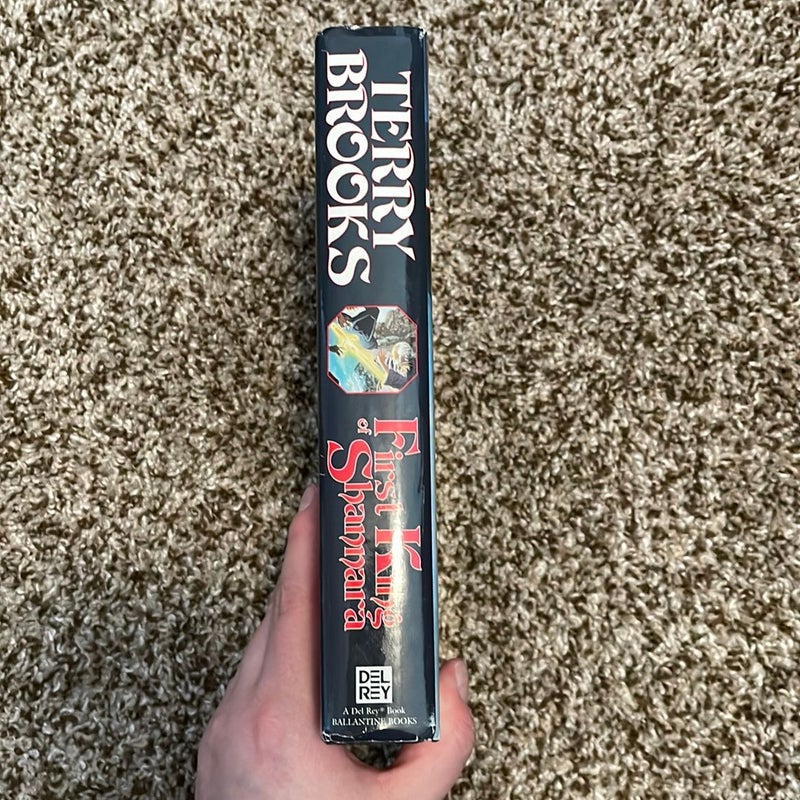 TERRY
BROOKS
First King
of Shannara
DEL
REY
A Del Rey® Book
BALLANTINE BOOKS